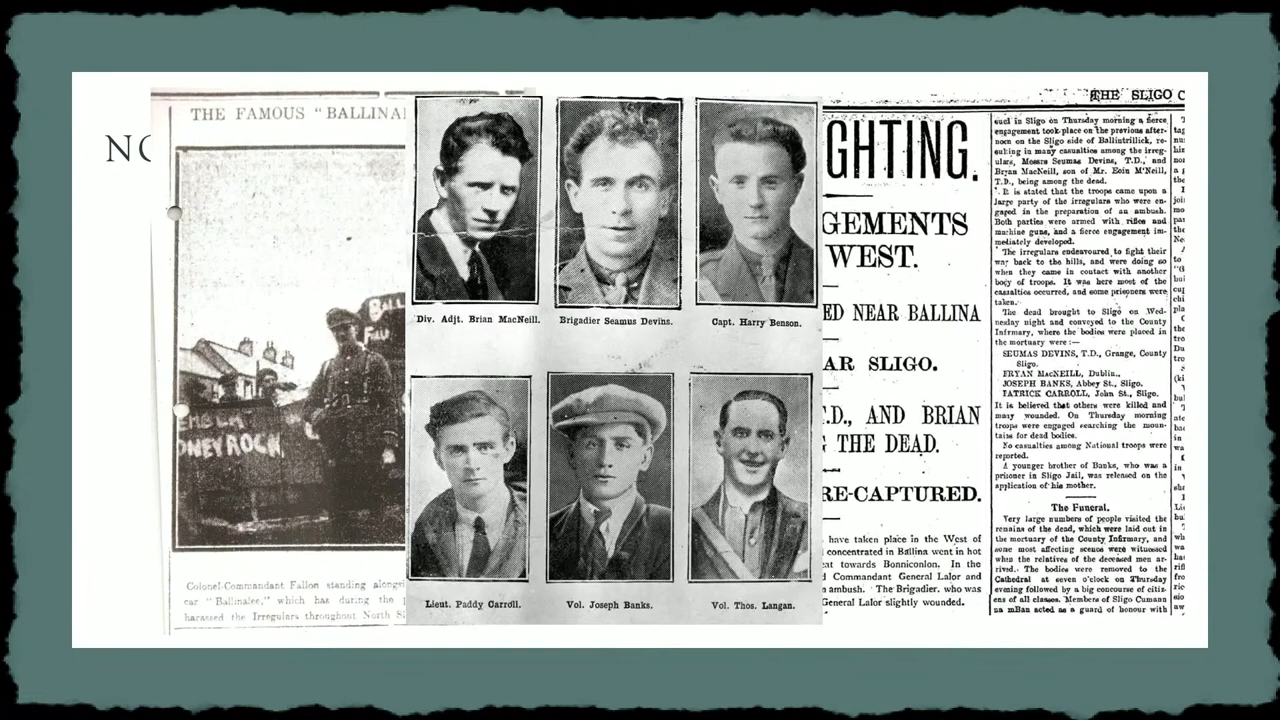 NO
THE FAMOUS "BALLINA
BALL
EMBER
ONEYROCK
Colonel-Commandant Fallon standing alongsi
car "Ballinalee," which has during the p
harassed the Irregulars throughout North Sl
Div. Adjt. Brian MacNeill.
Brigadier Seamus Devins.
Capt. Harry Benson.
Lieut. Paddy Carroll.
Vol. Joseph Banks.
Vol. Thos. Langan.
GHTING.
GEMENTS
WEST.
ED NEAR BALLINA
AR SLIGO.
.D., AND BRIAN
THE DEAD.
RE-CAPTURED.
have taken place in the West of
concentrated in Ballina went in hot
eat towards Bonniconlon. In the
d Commandant General Lalor and
n ambush. The Brigadier. who was
General Lalor slightly wounded.
THE SLIGO C
euel in Sligo on Thursday morning a fierce
engagement took place on the previous after-
noon on the Sligo side of Ballintrillick, re-
sulting in many casualties among the irreg-
ulars, Messrs Seumas Devins, T.D., and
Bryan MacNeill, son of Mr. Eoin M'Neill,
T.D., being among the dead.
It is stated that the troops came upon a
large party of the irregulars who were en-
gaged in the preparation of an ambush.
Both parties were armed with rifles and
machine guns, and a fierce engagement im-
mediately developed.
The irregulars endeavoured to fight their
way back to the hills, and were doing so
when they came in contact with another
body of troops. It was here most of the
casualties occurred, and some prisoners were
taken.
The dead brought to Sligo on Wed-
nesday night and conveyed to the County
Infirmary, where the bodies were placed in
the mortuary were :—
SEUMAS DEVINS, T.D., Grange, County
Sligo.
FRYAN MacNEILL, Dublin.,
JOSEPH BANKS, Abbey St., Sligo.
PATRICK CARROLL, John St., Sligo.
It is believed that others were killed and
many wounded. On Thursday morning
troops were engaged searching the moun-
tains for dead bodies.
No casualties among National troops were
reported.
A younger brother of Banks, who was a
prisoner in Sligo Jail, was released on the
application of his mother.
The Funeral.
Very large numbers of people visited the
remains of the dead, which were laid out in
the mortuary of the County Infirmary, and
some most affecting scenes were witnessed
when the relatives of the deceased men ar-
rived. The bodies were removed to the
Cathedral at seven o'clock on Thursday
evening followed by a big concourse of citiz-
ens of all classes. Members of Sligo Cumann
na mBan acted as a guard of honour with